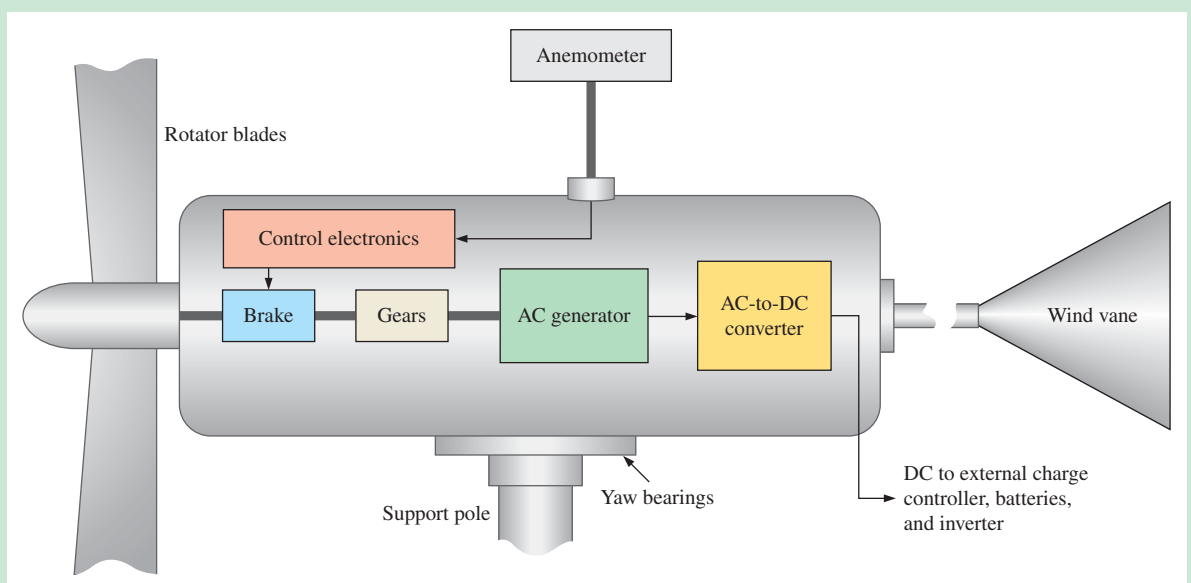 Anemometer
Rotator blades
Control electronics
Brake
Gears
AC generator
AC-to-DC
converter
Wind vane
Yaw bearings
Support pole
DC to external charge
controller, batteries,
and inverter